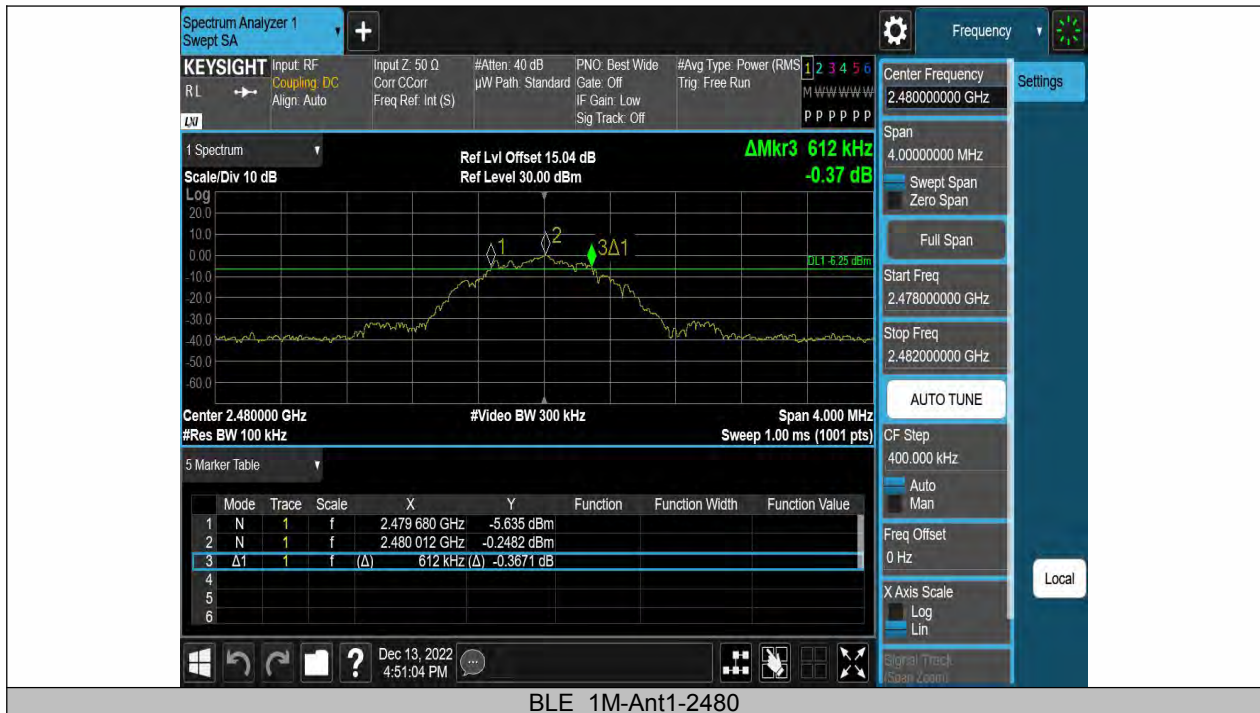 Spectrum Analyzer 1
Swept SA
Frequency
KEYSIGHT
RL
LXI
Input: RF
Coupling: DC
Align: Auto
Input Z: 50 Ω
Corr CCorr
Freq Ref: Int (S)
#Atten: 40 dB
µW Path: Standard
PNO: Best Wide
Gate: Off
IF Gain: Low
Sig Track: Off
#Avg Type: Power (RMS
Trig: Free Run
1 2 3 4 5 6
M W W W W W
P P P P P P
1 Spectrum
Scale/Div 10 dB
Ref Lvl Offset 15.04 dB
Ref Level 30.00 dBm
ΔMkr3 612 kHz
-0.37 dB
Log
20.0
10.0
0.00
-10.0
-20.0
-30.0
-40.0
-50.0
-60.0
1
2
3Δ1
DL1 -6.25 dBm
Center 2.480000 GHz
#Res BW 100 kHz
#Video BW 300 kHz
Span 4.000 MHz
Sweep 1.00 ms (1001 pts)
5 Marker Table
Mode Trace Scale X Y Function Function Width Function Value
1 N 1 f 2.479 680 GHz -5.635 dBm
2 N 1 f 2.480 012 GHz -0.2482 dBm
3 Δ1 1 f (Δ) 612 kHz (Δ) -0.3671 dB
4
5
6
Dec 13, 2022
4:51:04 PM
Center Frequency
2.480000000 GHz
Settings
Span
4.00000000 MHz
Swept Span
Zero Span
Full Span
Start Freq
2.478000000 GHz
Stop Freq
2.482000000 GHz
AUTO TUNE
CF Step
400.000 kHz
Auto
Man
Freq Offset
0 Hz
X Axis Scale
Log
Lin
Signal Track
(Span Zoom)
Local
BLE_1M-Ant1-2480